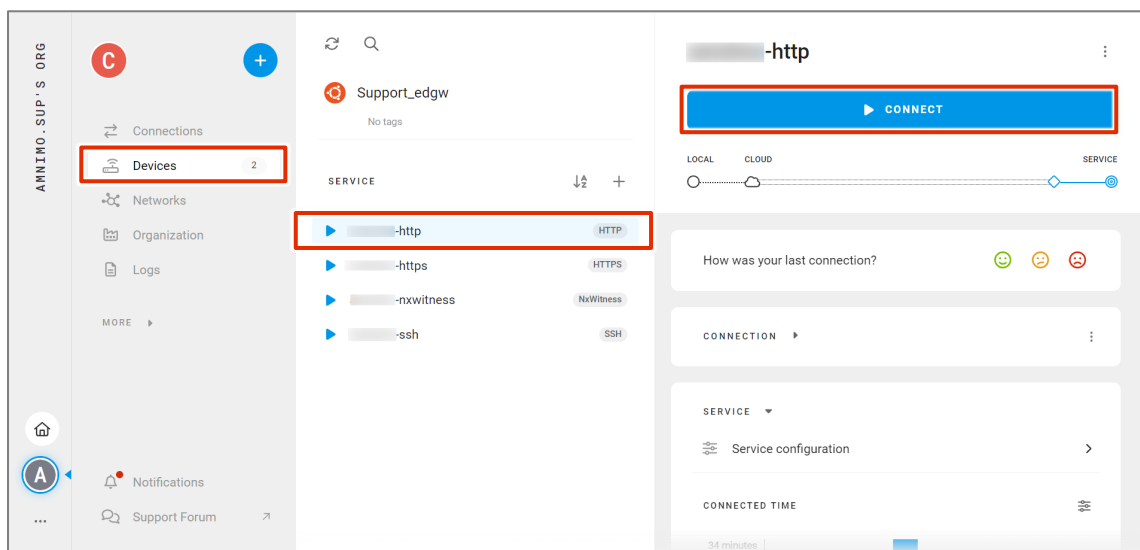 AMNIMO.SUP'S ORG
A
...
C
+
Connections
Devices 2
Networks
Organization
Logs
MORE
Notifications
Support Forum
Support_edgw
No tags
SERVICE
-http HTTP
-https HTTPS
-nxwitness NxWitness
-ssh SSH
-http
CONNECT
LOCAL CLOUD SERVICE
How was your last connection?
CONNECTION
SERVICE
Service configuration
CONNECTED TIME
34 minutes